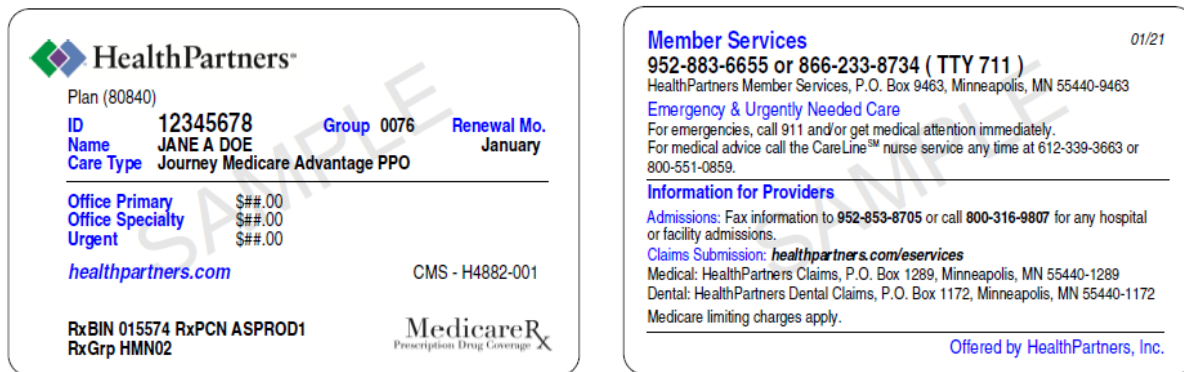 HealthPartners
Plan (80840)
ID 12345678 Group 0076 Renewal Mo.
Name JANE A DOE January
Care Type Journey Medicare Advantage PPO
Office Primary $##.00
Office Specialty $##.00
Urgent $##.00
healthpartners.com CMS - H4882-001
RxBIN 015574 RxPCN ASPROD1
RxGrp HMN02
MedicareRx
Prescription Drug Coverage
SAMPLE
Member Services 01/21
952-883-6655 or 866-233-8734 ( TTY 711 )
HealthPartners Member Services, P.O. Box 9463, Minneapolis, MN 55440-9463
Emergency & Urgently Needed Care
For emergencies, call 911 and/or get medical attention immediately.
For medical advice call the CareLine℠ nurse service any time at 612-339-3663 or
800-551-0859.
Information for Providers
Admissions: Fax information to 952-853-8705 or call 800-316-9807 for any hospital
or facility admissions.
Claims Submission: healthpartners.com/eservices
Medical: HealthPartners Claims, P.O. Box 1289, Minneapolis, MN 55440-1289
Dental: HealthPartners Dental Claims, P.O. Box 1172, Minneapolis, MN 55440-1172
Medicare limiting charges apply.
Offered by HealthPartners, Inc.
SAMPLE